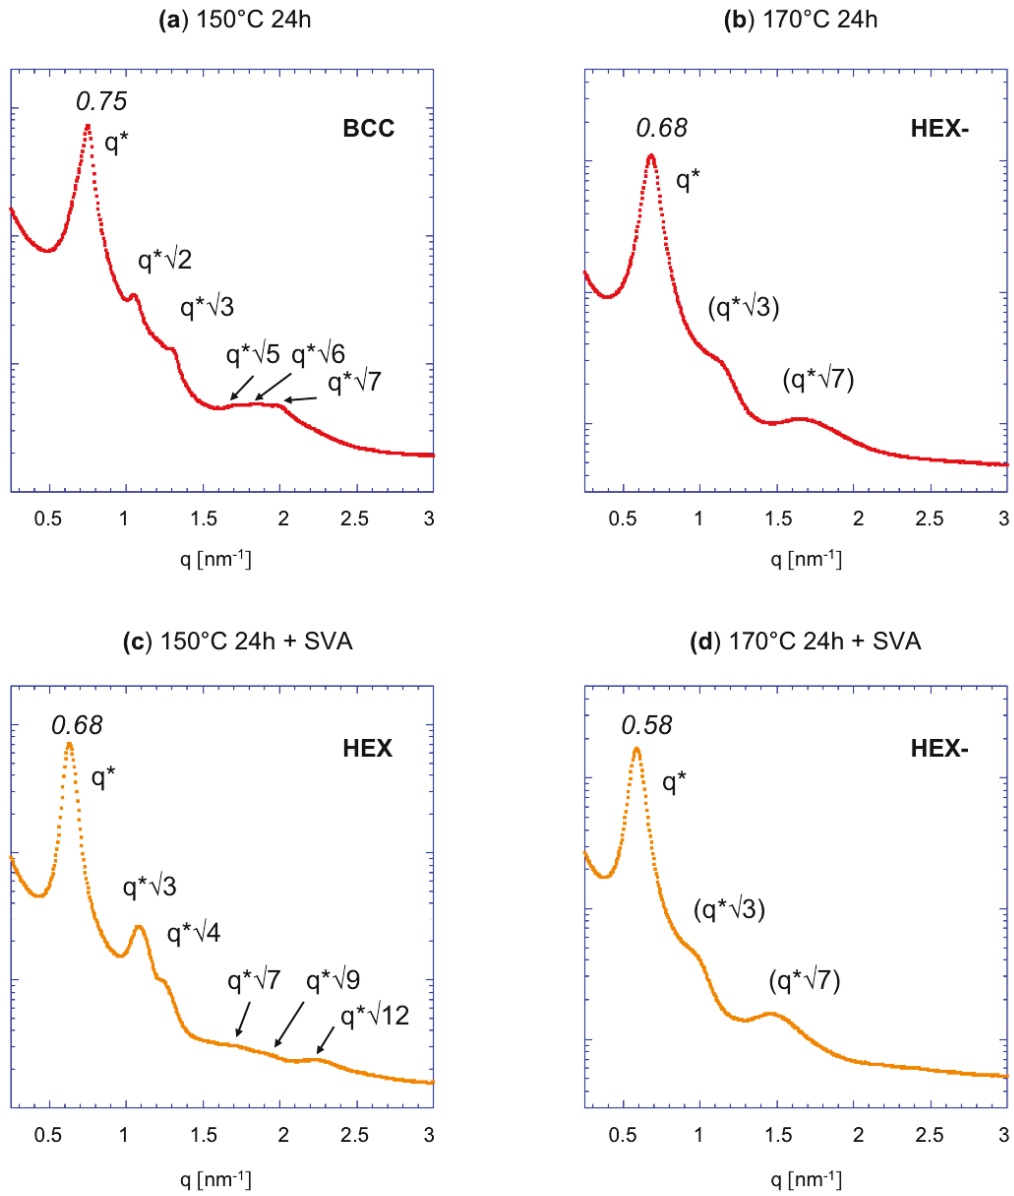 (a) 150°C 24h
0.75
q*
BCC
q*√2
q*√3
q*√5
q*√6
q*√7
0.5 1 1.5 2 2.5 3
q [nm-1]
(b) 170°C 24h
0.68
q*
HEX-
(q*√3)
(q*√7)
0.5 1 1.5 2 2.5 3
q [nm-1]
(c) 150°C 24h + SVA
0.68
q*
HEX
q*√3
q*√4
q*√7
q*√9
q*√12
0.5 1 1.5 2 2.5 3
q [nm-1]
(d) 170°C 24h + SVA
0.58
q*
HEX-
(q*√3)
(q*√7)
0.5 1 1.5 2 2.5 3
q [nm-1]